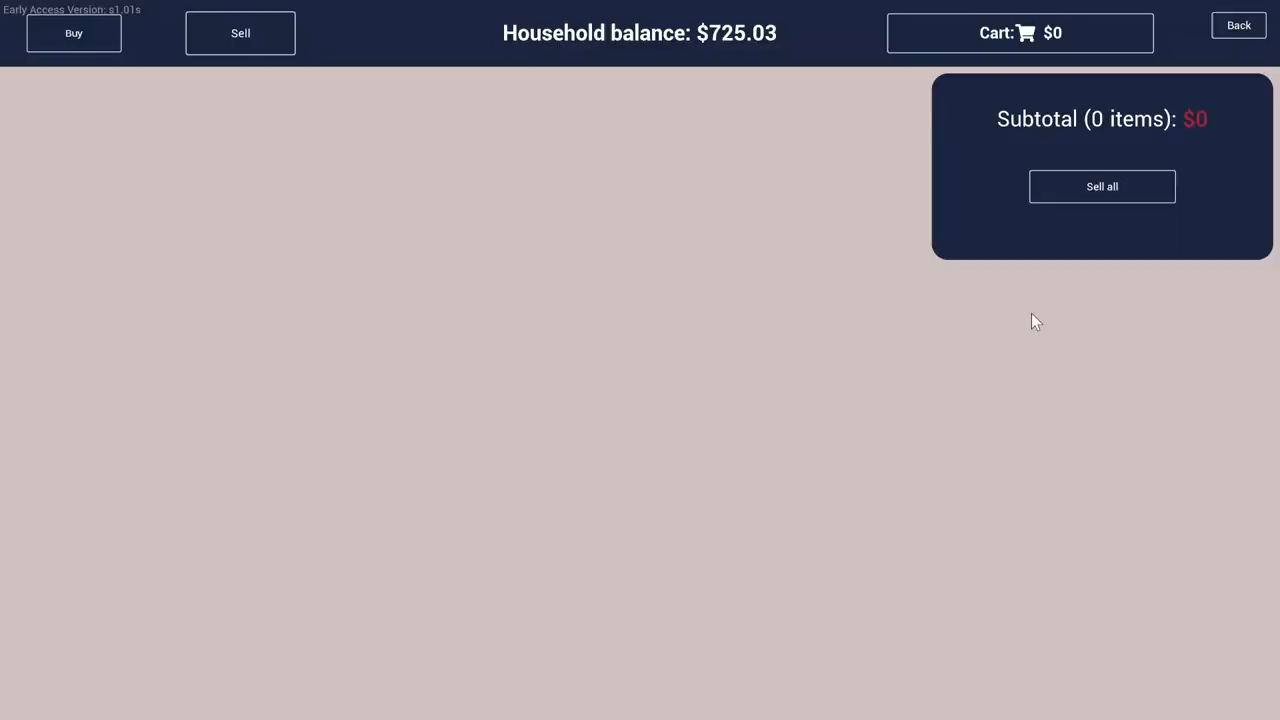 Early Access Version: s1.01s
Buy
Sell
Household balance: $725.03
Cart: $0
Back
Subtotal (0 items): $0
Sell all